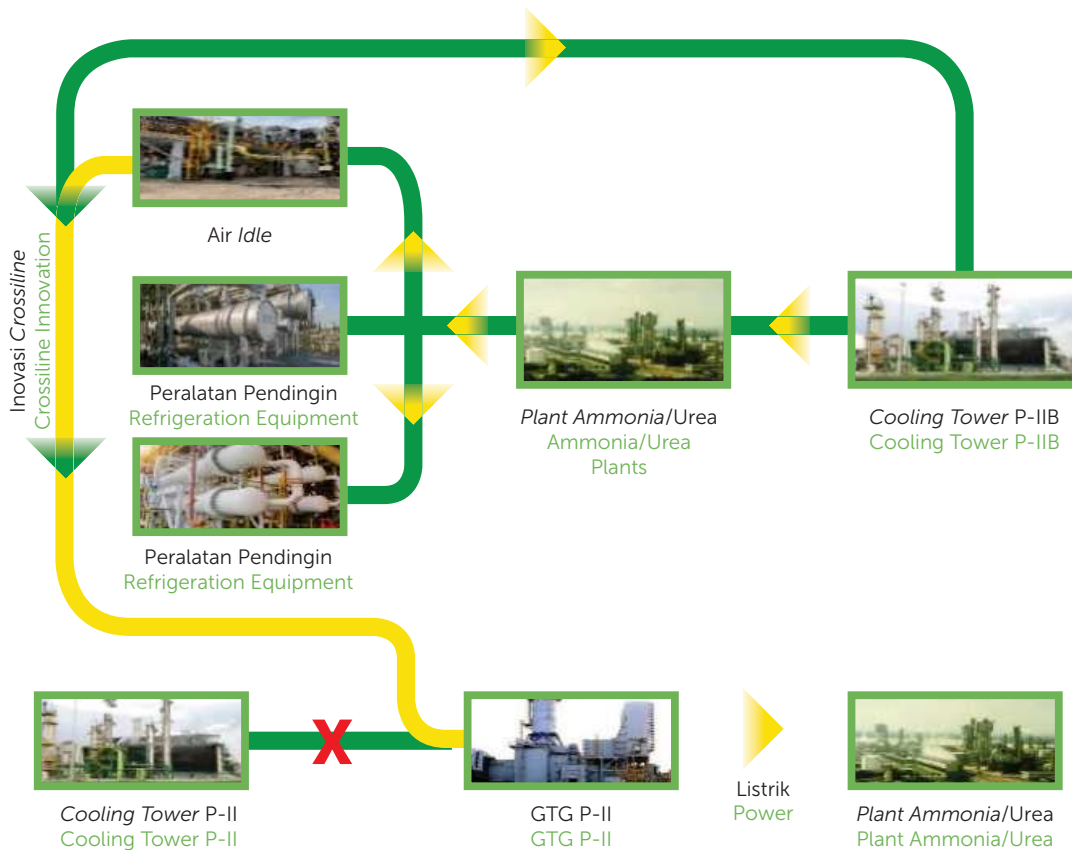 Inovasi Crossiline
Crossiline Innovation
Air Idle
Peralatan Pendingin
Refrigeration Equipment
Plant Ammonia/Urea
Ammonia/Urea
Plants
Cooling Tower P-IIB
Cooling Tower P-IIB
Peralatan Pendingin
Refrigeration Equipment
X
Cooling Tower P-II
Cooling Tower P-II
GTG P-II
GTG P-II
Listrik
Power
Plant Ammonia/Urea
Plant Ammonia/Urea